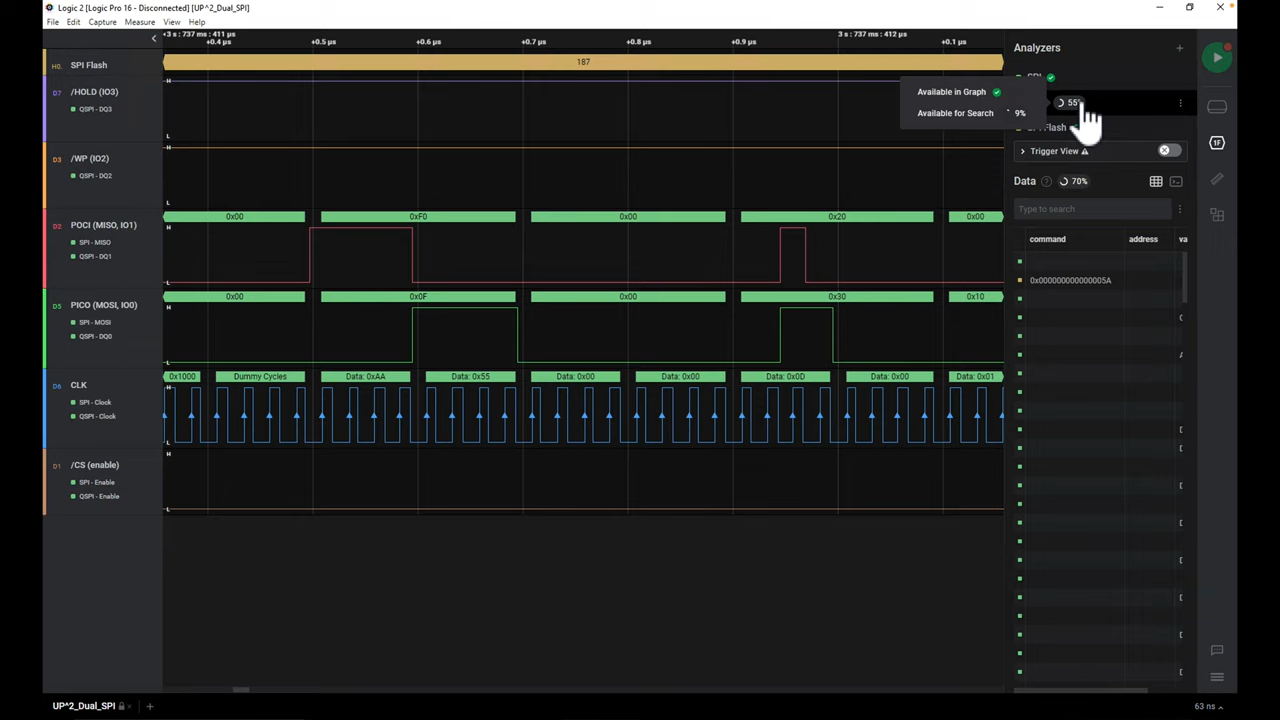 Logic 2 [Logic Pro 16 - Disconnected] [UP^2_Dual_SPI]
File Edit Capture Measure View Help
+3 s : 737 ms : 411 µs
3 s : 737 ms : 412 µs
+0.4 µs +0.5 µs +0.6 µs +0.7 µs +0.8 µs +0.9 µs +0.1 µs
H0. SPI Flash
187
D7 /HOLD (IO3)
QSPI - DQ3
H
L
D3 /WP (IO2)
QSPI - DQ2
H
L
D2 POCI (MISO, IO1)
SPI - MISO
QSPI - DQ1
0x00 0xF0 0x00 0x20 0x00
H
L
D5 PICO (MOSI, IO0)
SPI - MOSI
QSPI - DQ0
0x00 0x0F 0x00 0x30 0x10
H
L
D6 CLK
SPI - Clock
QSPI - Clock
0x1000 Dummy Cycles Data: 0xAA Data: 0x55 Data: 0x00 Data: 0x00 Data: 0x0D Data: 0x00 Data: 0x01
H
L
D1 /CS (enable)
SPI - Enable
QSPI - Enable
H
L
Analyzers
SPI
Available in Graph
Available for Search 9%
Flash
Trigger View
Data 70%
Type to search
command address va
0x000000000000005A
UP^2_Dual_SPI
63 ns